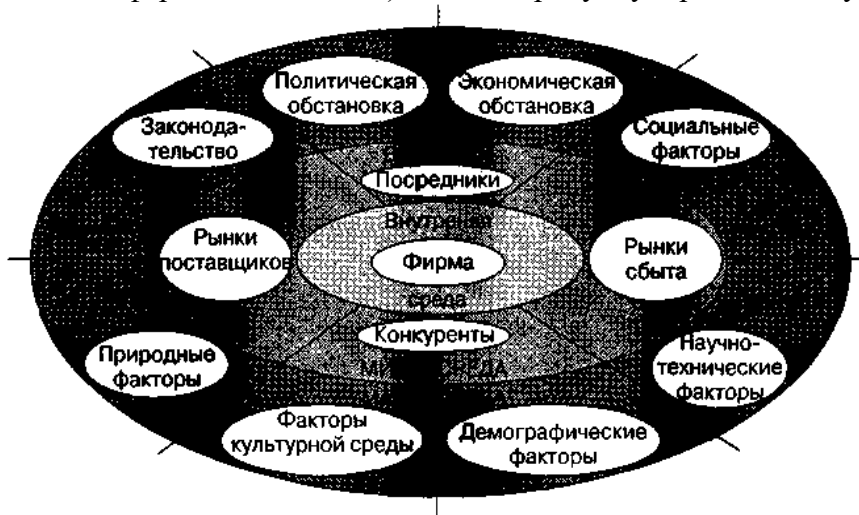 Политическая
обстановка
Экономическая
обстановка
Законода-
тельство
Социальные
факторы
Посредники
Рынки
поставщиков
Фирма
среда
Рынки
сбыта
Конкуренты
Природные
факторы
Научно-
технические
факторы
Факторы
культурной среды
Демографические
факторы